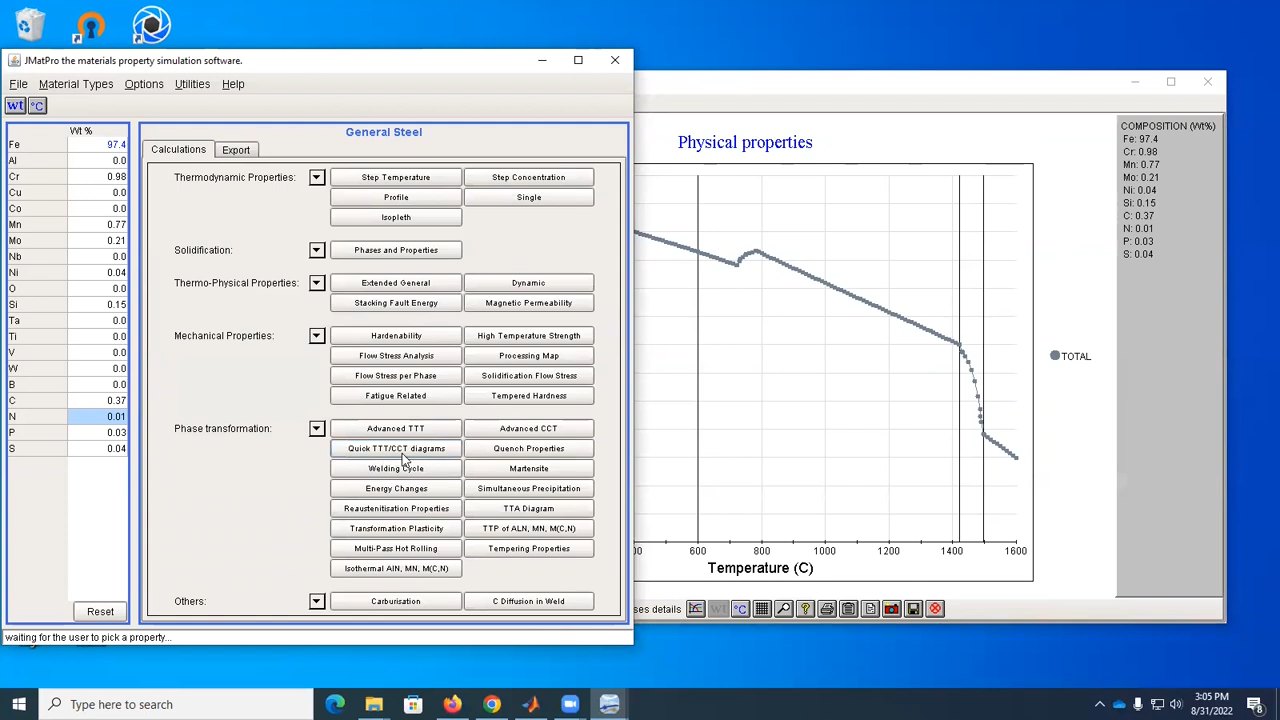 JMatPro the materials property simulation software.
File Material Types Options Utilities Help
wt °C
Wt %
Fe 97.4
Al 0.0
Cr 0.98
Cu 0.0
Co 0.0
Mn 0.77
Mo 0.21
Nb 0.0
Ni 0.04
O 0.0
Si 0.15
Ta 0.0
Ti 0.0
V 0.0
W 0.0
B 0.0
C 0.37
N 0.01
P 0.03
S 0.04
Reset
General Steel
Calculations Export
Thermodynamic Properties: Step Temperature Step Concentration
Profile Single
Isopleth
Solidification: Phases and Properties
Thermo-Physical Properties: Extended General Dynamic
Stacking Fault Energy Magnetic Permeability
Mechanical Properties: Hardenability High Temperature Strength
Flow Stress Analysis Processing Map
Flow Stress per Phase Solidification Flow Stress
Fatigue Related Tempered Hardness
Phase transformation: Advanced TTT Advanced CCT
Quick TTT/CCT diagrams Quench Properties
Welding Cycle Martensite
Energy Changes Simultaneous Precipitation
Reaustenitisation Properties TTA Diagram
Transformation Plasticity TTP of ALN, MN, M(C,N)
Multi-Pass Hot Rolling Tempering Properties
Isothermal AlN, MN, M(C,N)
Others: Carburisation C Diffusion in Weld
waiting for the user to pick a property...
Physical properties
600 800 1000 1200 1400 1600
Temperature (C)
TOTAL
COMPOSITION (Wt%)
Fe: 97.4
Cr: 0.98
Mn: 0.77
Mo: 0.21
Ni: 0.04
Si: 0.15
C: 0.37
N: 0.01
P: 0.03
S: 0.04
ses details wt °C
Type here to search
3:05 PM
8/31/2022
8